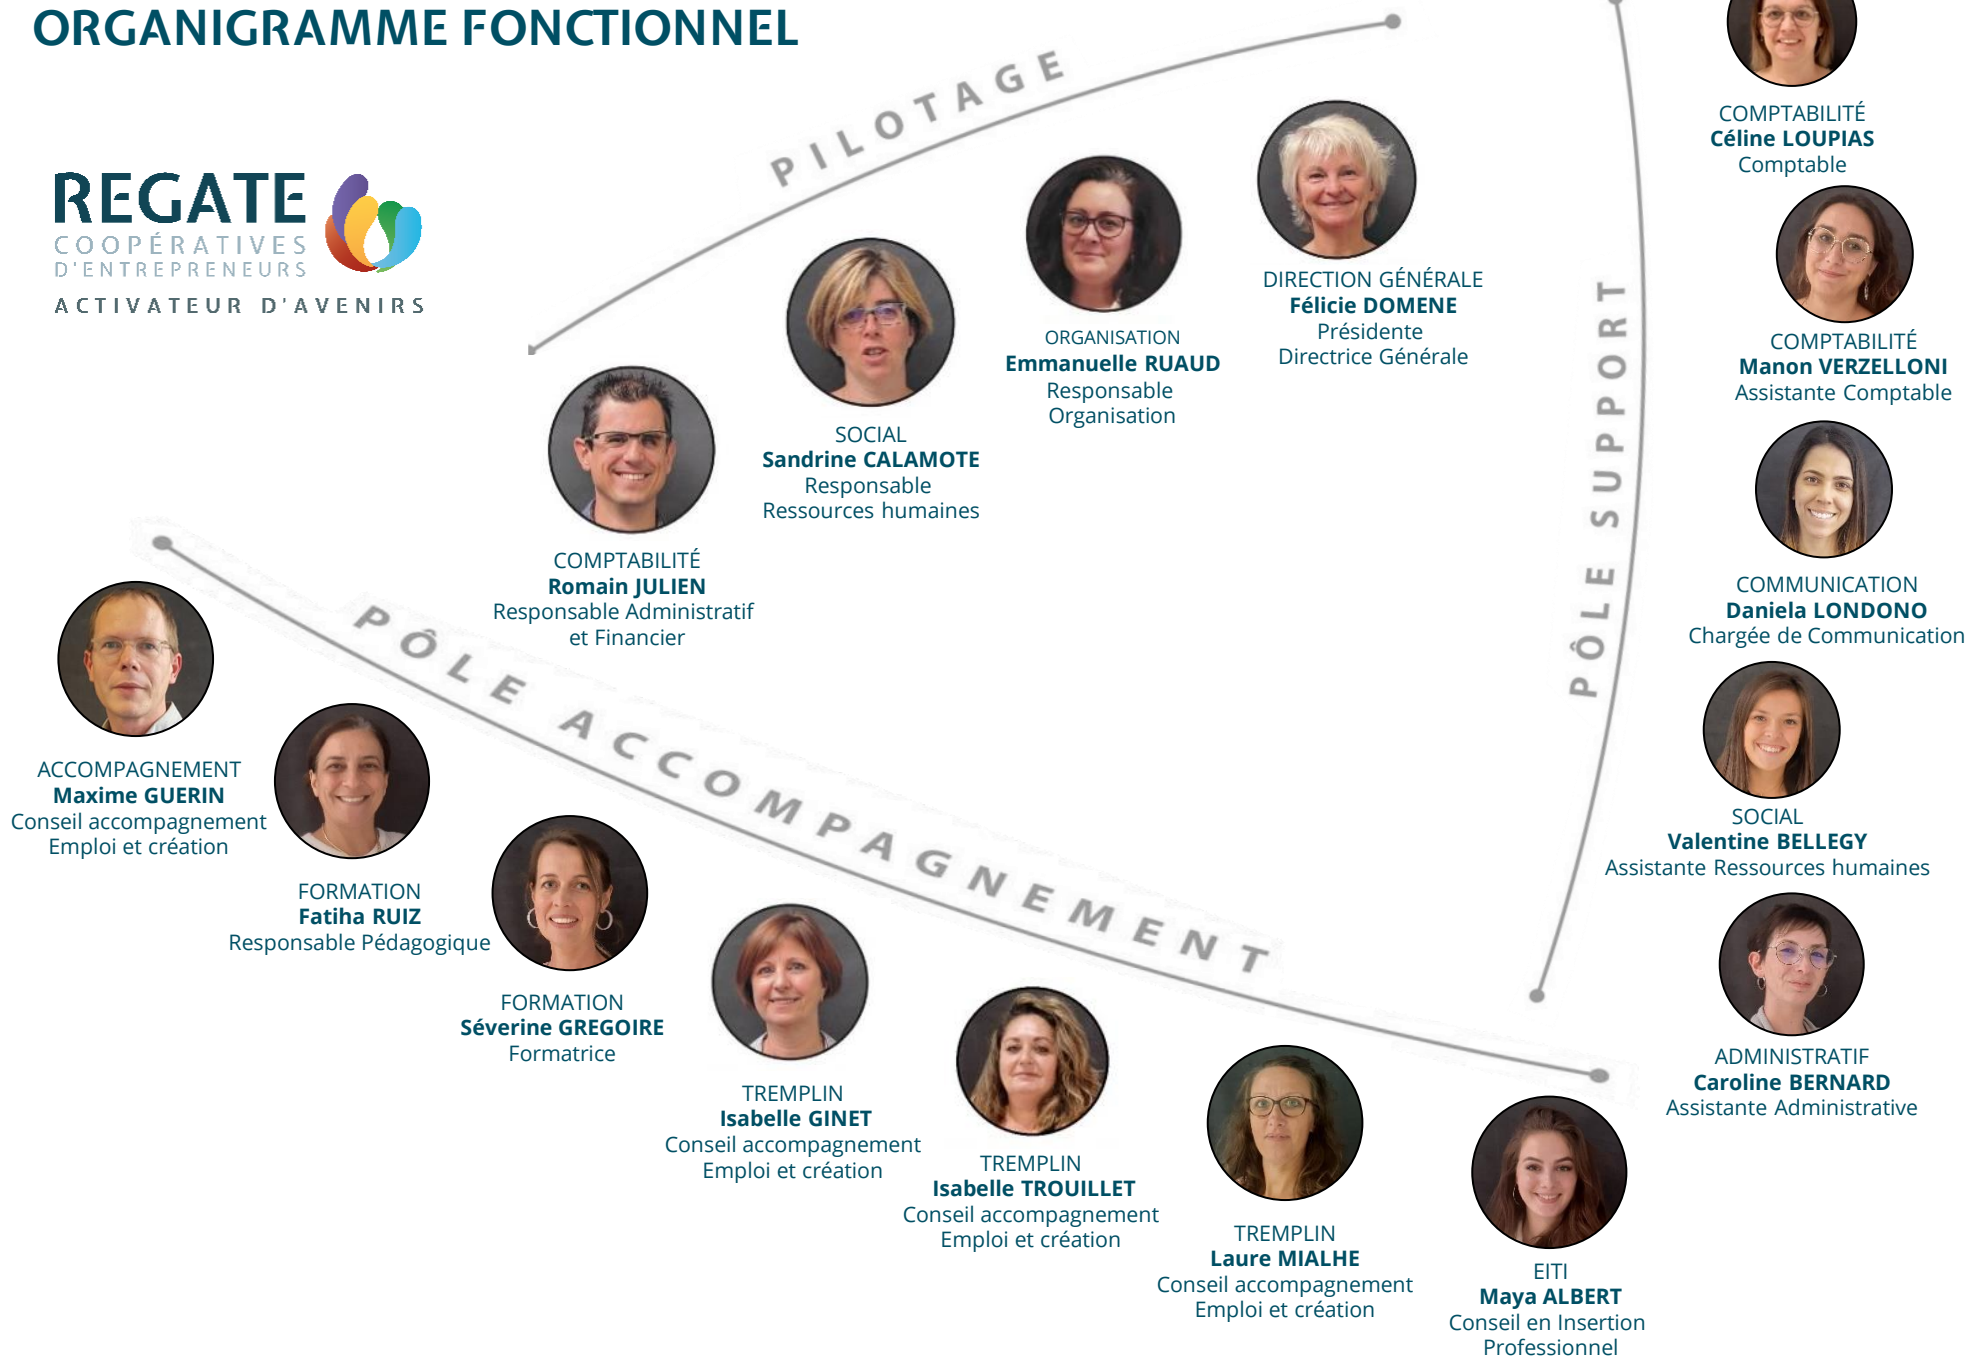 ORGANIGRAMME FONCTIONNEL
REGATE
COOPÉRATIVES
D'ENTREPRENEURS
ACTIVATEUR D'AVENIRS
PILOTAGE
DIRECTION GÉNÉRALE
Félicie DOMENE
Présidente
Directrice Générale
ORGANISATION
Emmanuelle RUAUD
Responsable
Organisation
SOCIAL
Sandrine CALAMOTE
Responsable
Ressources humaines
COMPTABILITÉ
Romain JULIEN
Responsable Administratif
et Financier
PÔLE SUPPORT
COMPTABILITÉ
Céline LOUPIAS
Comptable
COMPTABILITÉ
Manon VERZELLONI
Assistante Comptable
COMMUNICATION
Daniela LONDONO
Chargée de Communication
SOCIAL
Valentine BELLEGY
Assistante Ressources humaines
ADMINISTRATIF
Caroline BERNARD
Assistante Administrative
PÔLE ACCOMPAGNEMENT
ACCOMPAGNEMENT
Maxime GUERIN
Conseil accompagnement
Emploi et création
FORMATION
Fatiha RUIZ
Responsable Pédagogique
FORMATION
Séverine GREGOIRE
Formatrice
TREMPLIN
Isabelle GINET
Conseil accompagnement
Emploi et création
TREMPLIN
Isabelle TROUILLET
Conseil accompagnement
Emploi et création
TREMPLIN
Laure MIALHE
Conseil accompagnement
Emploi et création
EITI
Maya ALBERT
Conseil en Insertion
Professionnel